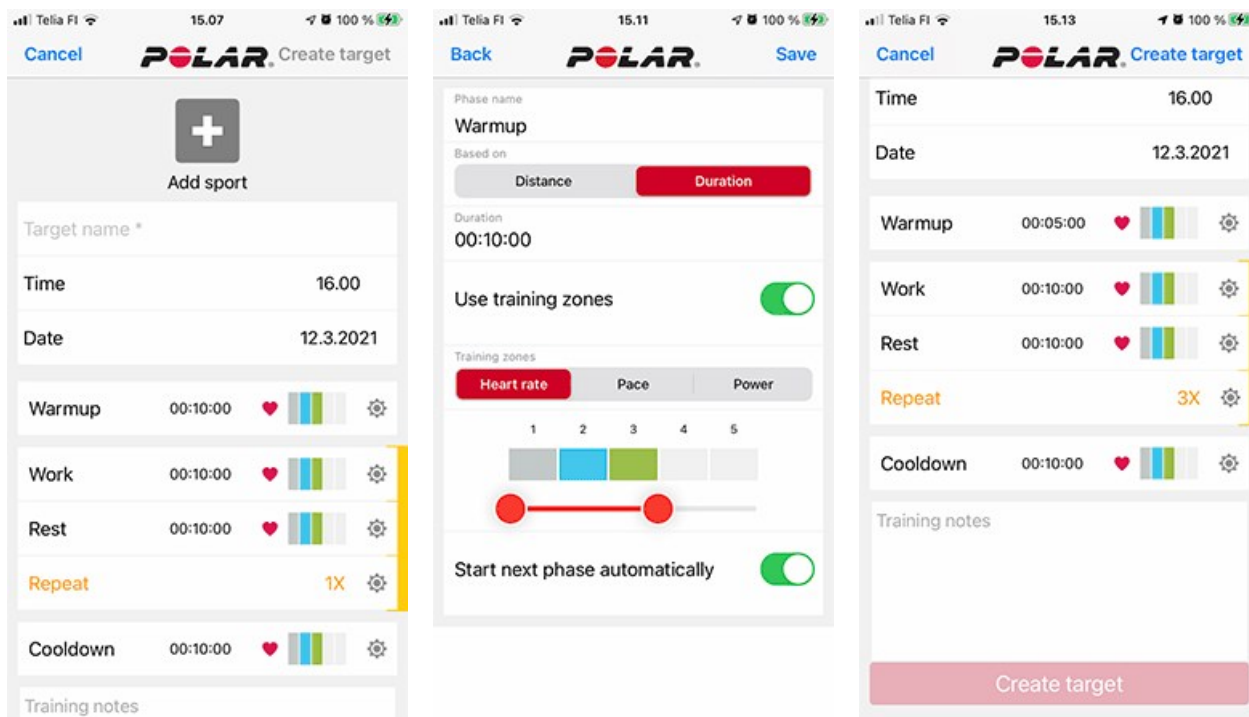 Telia FI 15.07 100 %
Cancel POLAR. Create target
Add sport
Target name *
Time 16.00
Date 12.3.2021
Warmup 00:10:00
Work 00:10:00
Rest 00:10:00
Repeat 1X
Cooldown 00:10:00
Training notes
Telia FI 15.11 100 %
Back POLAR. Save
Phase name
Warmup
Based on
Distance Duration
Duration
00:10:00
Use training zones
Training zones
Heart rate Pace Power
1 2 3 4 5
Start next phase automatically
Telia FI 15.13 100 %
Cancel POLAR. Create target
Time 16.00
Date 12.3.2021
Warmup 00:05:00
Work 00:10:00
Rest 00:10:00
Repeat 3X
Cooldown 00:10:00
Training notes
Create target